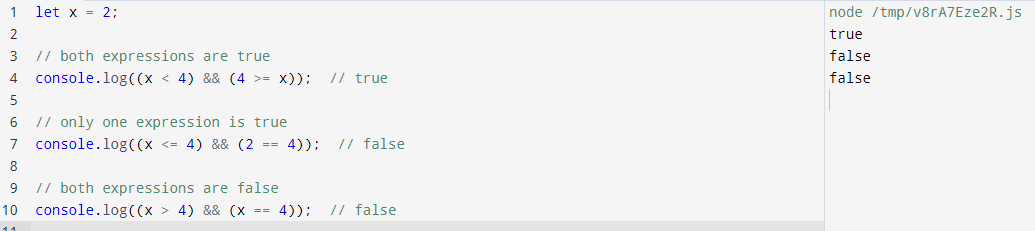 1 let x = 2;
2
3 // both expressions are true
4 console.log((x < 4) && (4 >= x));  // true
5
6 // only one expression is true
7 console.log((x <= 4) && (2 == 4));  // false
8
9 // both expressions are false
10 console.log((x > 4) && (x == 4));  // false
11
node /tmp/v8rA7Eze2R.js
true
false
false